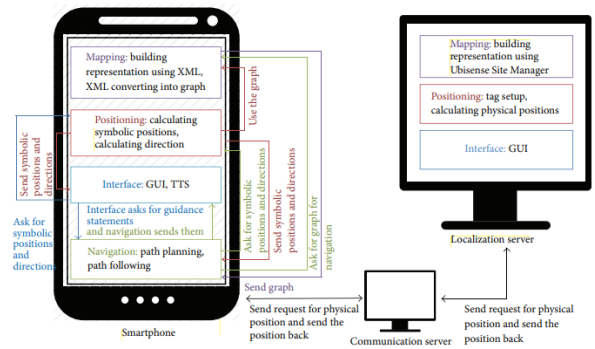 Mapping: building
representation using XML,
XML converting into graph
Positioning: calculating
symbolic positions,
calculating direction
Interface: GUI, TTS
Interface asks for guidance
statements
and navigation sends them
Navigation: path planning,
path following
Send symbolic
positions and
directions
Ask for
symbolic
positions
and
directions
Use the graph
Ask for symbolic
positions and directions
Send symbolic
positions and directions
Ask for graph for
navigation
Send graph
Smartphone
Send request for physical
position and send the
position back
Communication server
Mapping: building
representation using
Ubisense Site Manager
Positioning: tag setup,
calculating physical positions
Interface: GUI
Localization server
Send request for physical
position and send the
position back